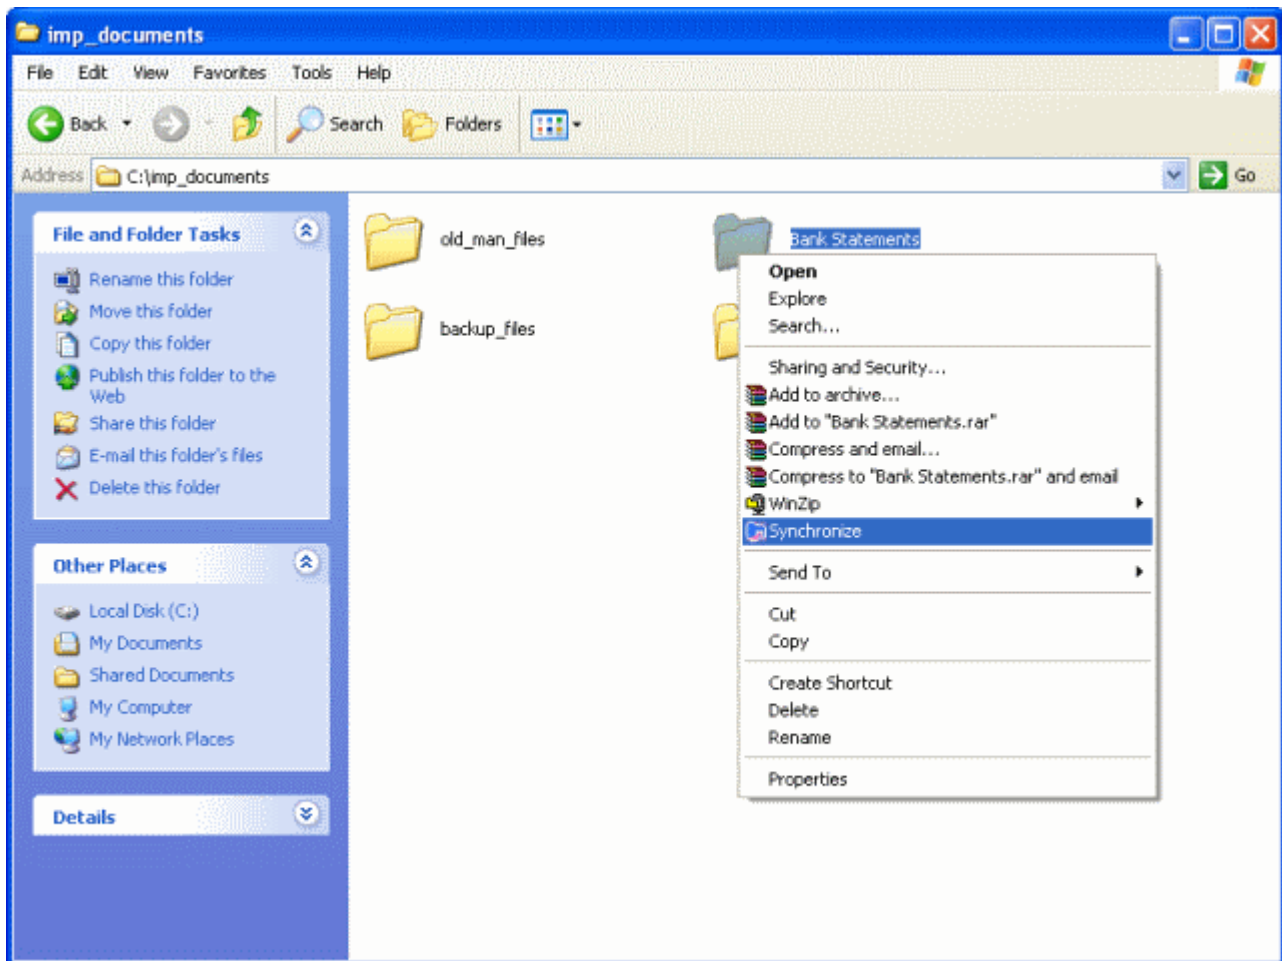 imp_documents
File Edit View Favorites Tools Help
Back Search Folders
Address C:\imp_documents Go
File and Folder Tasks
Rename this folder
Move this folder
Copy this folder
Publish this folder to the
Web
Share this folder
E-mail this folder's files
Delete this folder
Other Places
Local Disk (C:)
My Documents
Shared Documents
My Computer
My Network Places
Details
old_man_files
Bank Statements
backup_files
Open
Explore
Search...
Sharing and Security...
Add to archive...
Add to "Bank Statements.rar"
Compress and email...
Compress to "Bank Statements.rar" and email
WinZip
Synchronize
Send To
Cut
Copy
Create Shortcut
Delete
Rename
Properties